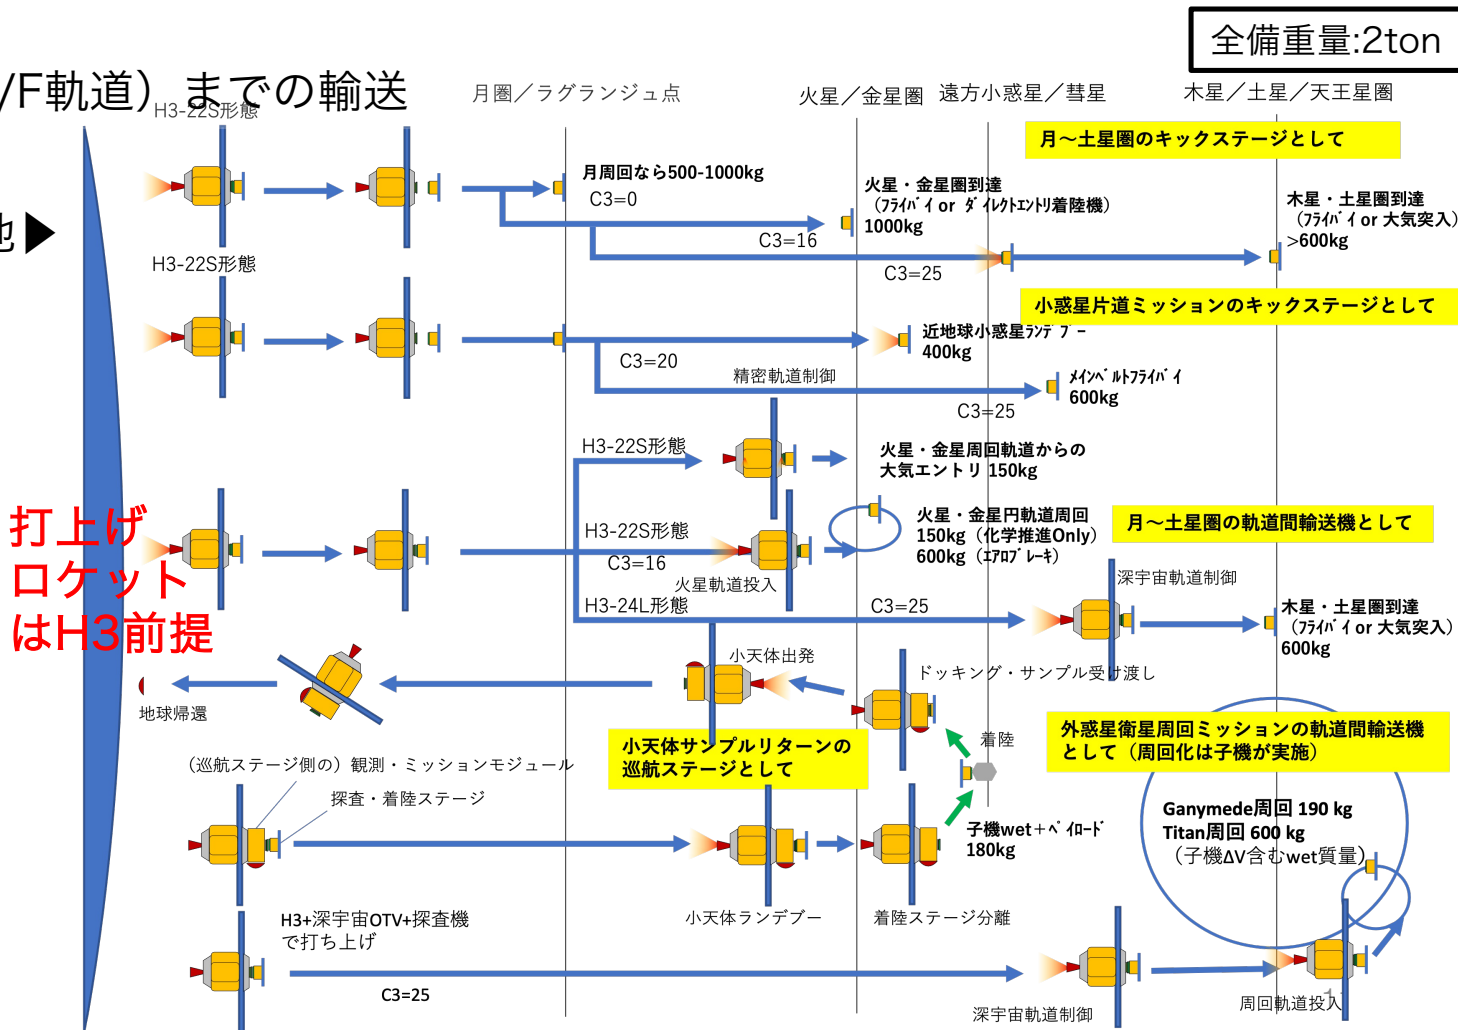 全備重量:2ton
/F軌道）までの輸送
H3-22S形態
月圏／ラグランジュ点
火星／金星圏
遠方小惑星／彗星
木星／土星／天王星圏
月～土星圏のキックステージとして
月周回なら500-1000kg
C3=0
火星・金星圏到達
（フライバイ or ダイレクトエントリ着陸機）
1000kg
C3=16
木星・土星圏到達
（フライバイ or 大気突入）
>600kg
C3=25
也▶
H3-22S形態
小惑星片道ミッションのキックステージとして
近地球小惑星ランデブー
400kg
C3=20
精密軌道制御
メインベルトフライバイ
600kg
C3=25
H3-22S形態
火星・金星周回軌道からの
大気エントリ 150kg
打上げ
ロケット
はH3前提
H3-22S形態
C3=16
火星軌道投入
火星・金星円軌道周回
150kg（化学推進Only）
600kg（エアロブレーキ）
月～土星圏の軌道間輸送機として
H3-24L形態
C3=25
深宇宙軌道制御
木星・土星圏到達
（フライバイ or 大気突入）
600kg
小天体出発
ドッキング・サンプル受け渡し
地球帰還
小天体サンプルリターンの
巡航ステージとして
着陸
外惑星衛星周回ミッションの軌道間輸送機
として（周回化は子機が実施）
（巡航ステージ側の）観測・ミッションモジュール
探査・着陸ステージ
子機wet＋ペイロード
180kg
Ganymede周回 190 kg
Titan周回 600 kg
（子機ΔV含むwet質量）
小天体ランデブー
着陸ステージ分離
H3+深宇宙OTV+探査機
で打ち上げ
C3=25
深宇宙軌道制御
周回軌道投入